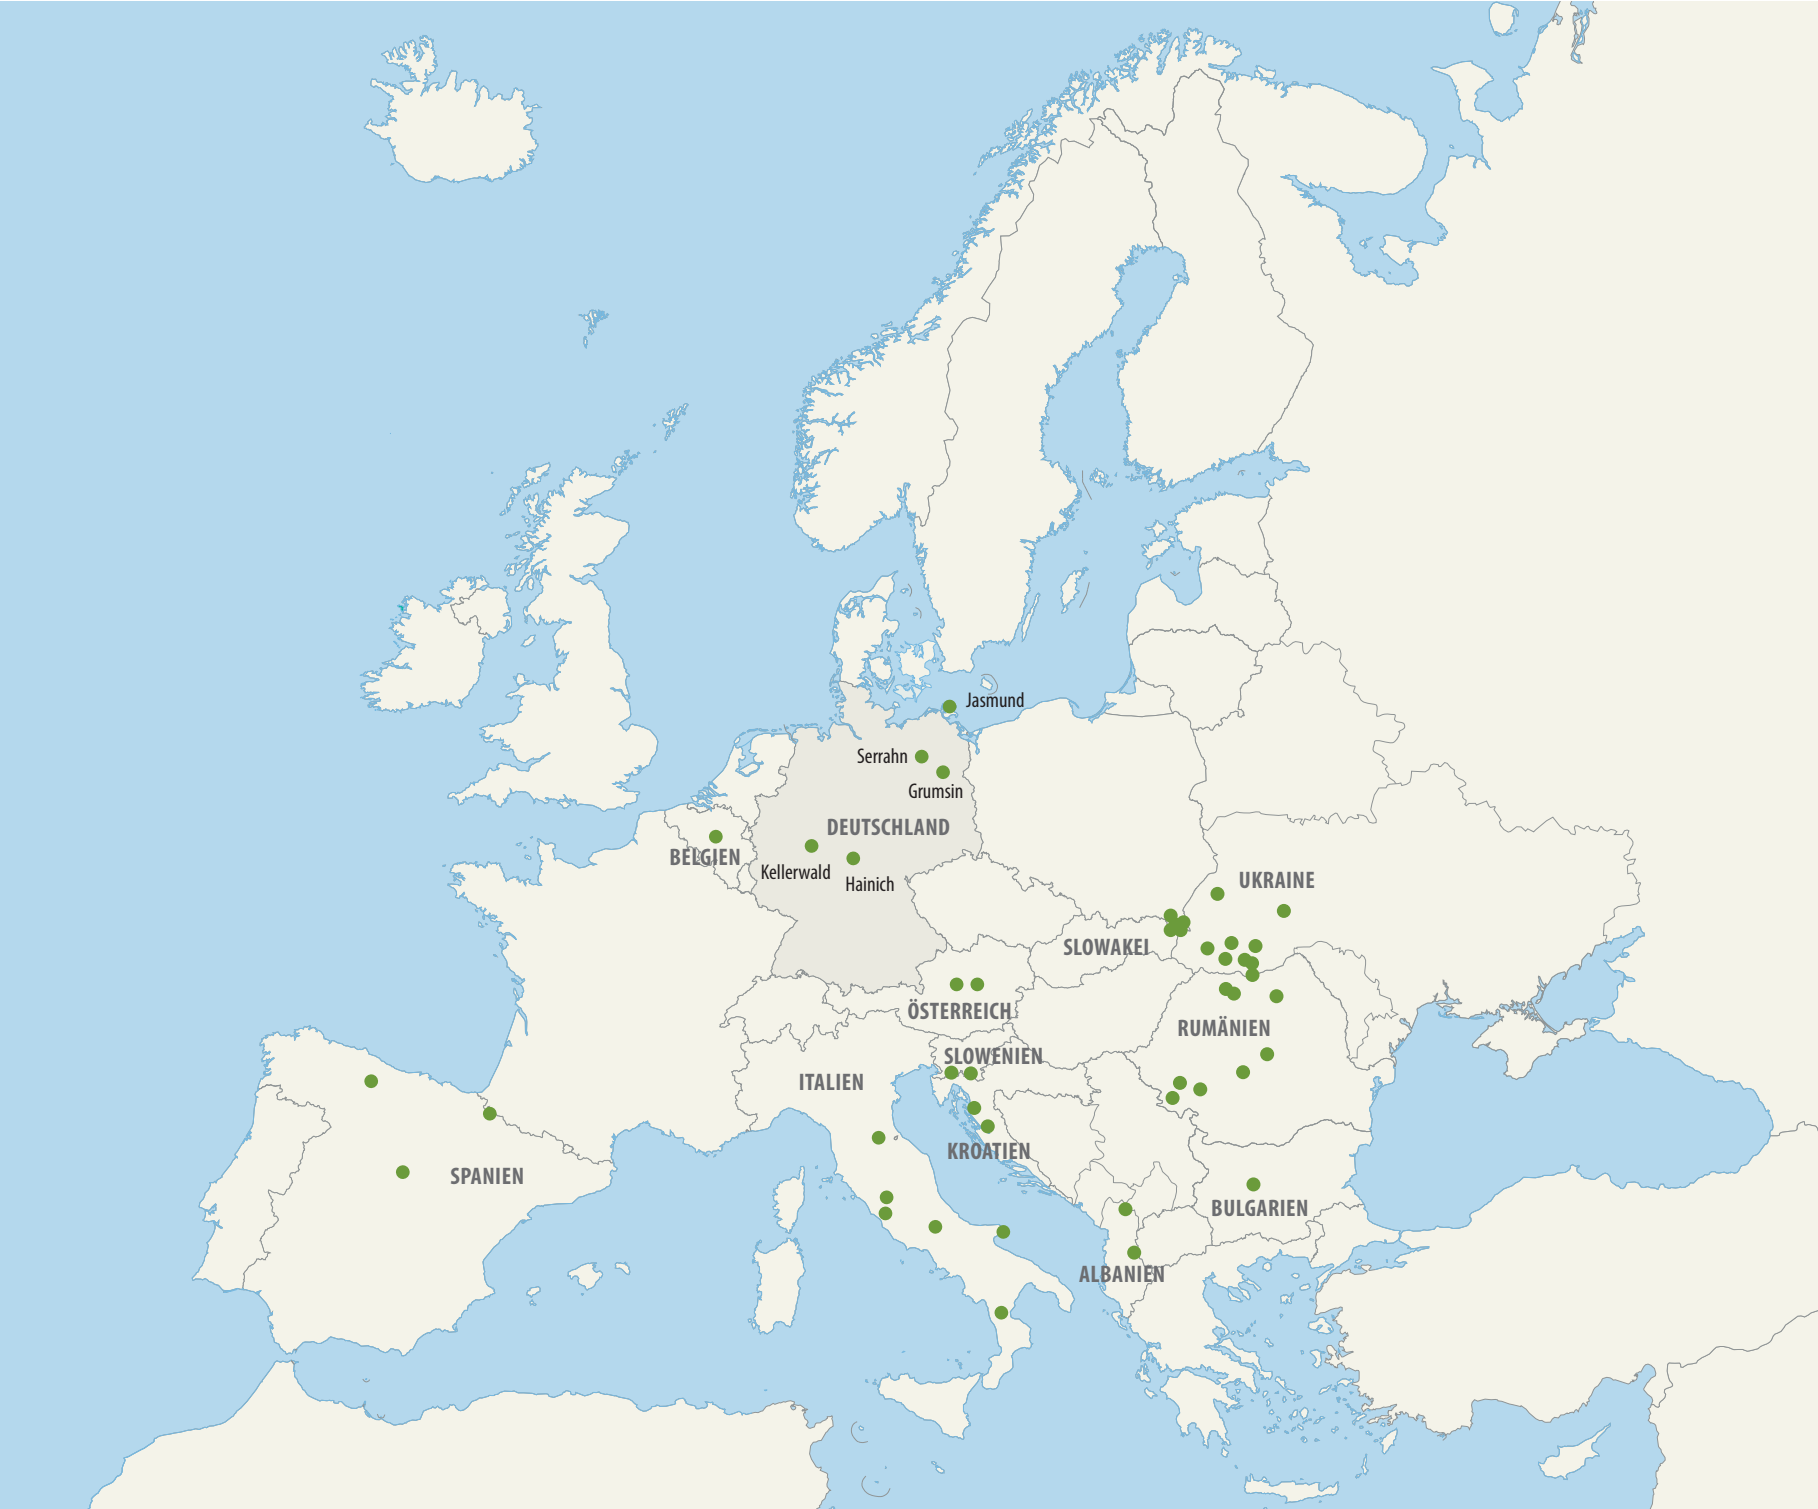 Jasmund
Serrahn
Grumsin
DEUTSCHLAND
BELGIEN
Kellerwald
Hainich
UKRAINE
SLOWAKEI
ÖSTERREICH
RUMÄNIEN
SLOWENIEN
ITALIEN
KROATIEN
SPANIEN
BULGARIEN
ALBANIEN